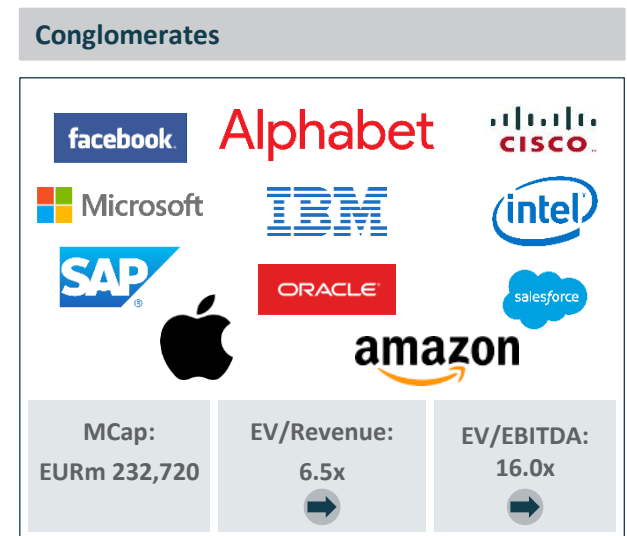 Conglomerates
facebook
Alphabet
CISCO
Microsoft
IBM
intel
SAP
ORACLE
salesforce
amazon
MCap:
EURm 232,720
EV/Revenue:
6.5x
EV/EBITDA:
16.0x